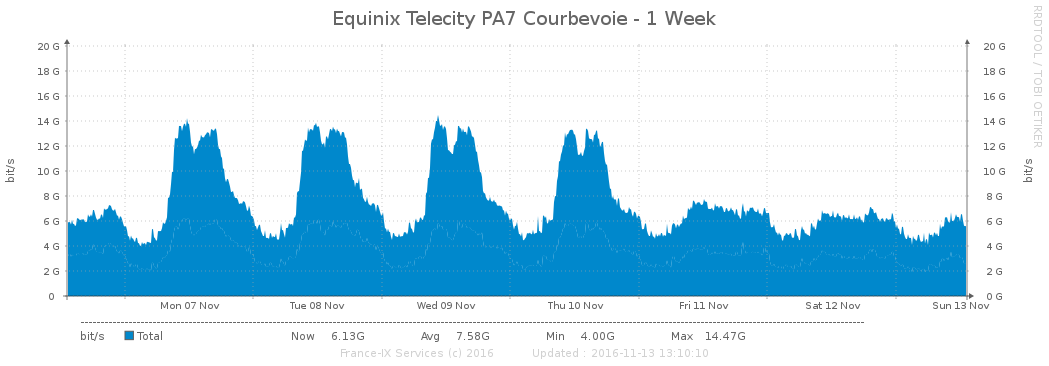 Equinix Telecity PA7 Courbevoie - 1 Week
RRDTOOL / TOBI OETIKER
bit/s
20 G 20 G
18 G 18 G
16 G 16 G
14 G 14 G
12 G 12 G
10 G 10 G
8 G 8 G
6 G 6 G
4 G 4 G
2 G 2 G
0 0 G
bit/s
Mon 07 Nov Tue 08 Nov Wed 09 Nov Thu 10 Nov Fri 11 Nov Sat 12 Nov Sun 13 Nov
bit/s Total Now 6.13G Avg 7.58G Min 4.00G Max 14.47G
France-IX Services (c) 2016 Updated : 2016-11-13 13:10:10